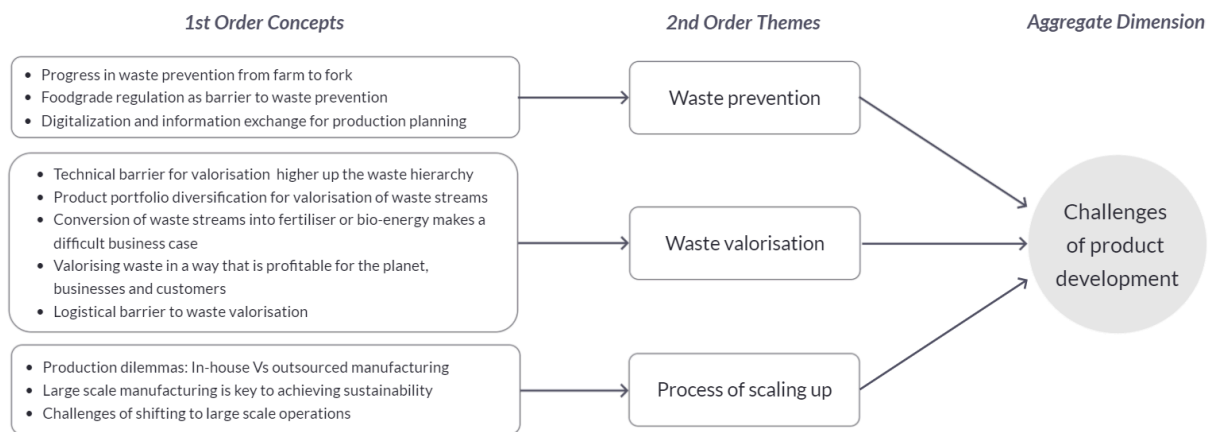 1st Order Concepts
2nd Order Themes
Aggregate Dimension
• Progress in waste prevention from farm to fork
• Foodgrade regulation as barrier to waste prevention
• Digitalization and information exchange for production planning
Waste prevention
• Technical barrier for valorisation higher up the waste hierarchy
• Product portfolio diversification for valorisation of waste streams
• Conversion of waste streams into fertiliser or bio-energy makes a
difficult business case
• Valorising waste in a way that is profitable for the planet,
businesses and customers
• Logistical barrier to waste valorisation
Waste valorisation
• Production dilemmas: In-house Vs outsourced manufacturing
• Large scale manufacturing is key to achieving sustainability
• Challenges of shifting to large scale operations
Process of scaling up
Challenges
of product
development